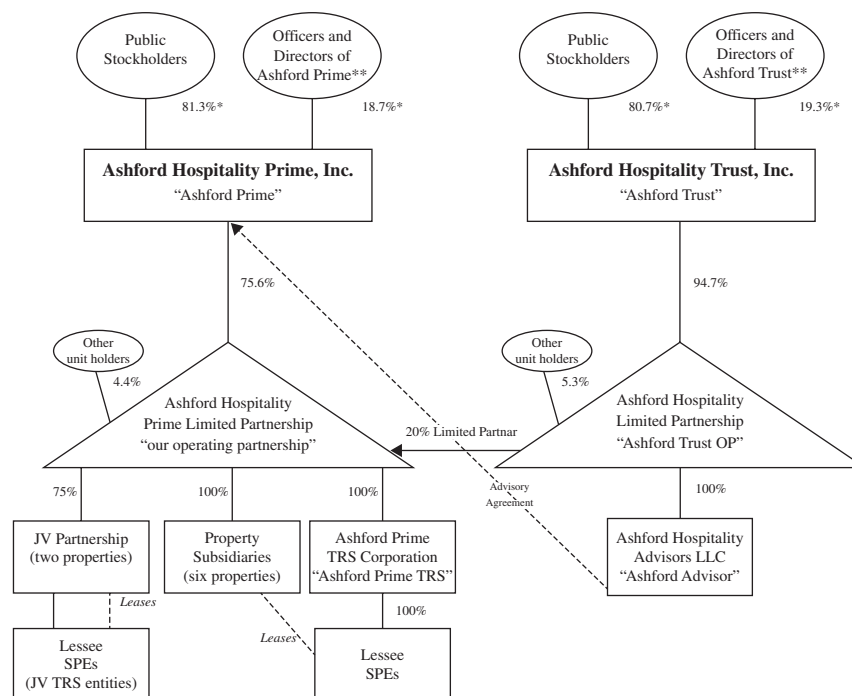 Public
Stockholders
Officers and
Directors of
Ashford Prime**
Public
Stockholders
Officers and
Directors of
Ashford Trust**
81.3%*
18.7%*
80.7%*
19.3%*
Ashford Hospitality Prime, Inc.
“Ashford Prime”
Ashford Hospitality Trust, Inc.
“Ashford Trust”
75.6%
94.7%
Other
unit holders
4.4%
Other
unit holders
5.3%
Ashford Hospitality
Prime Limited Partnership
“our operating partnership”
20% Limited Partnar
Ashford Hospitality
Limited Partnership
“Ashford Trust OP”
75%
100%
100%
Advisory
Agreement
100%
JV Partnership
(two properties)
Property
Subsidiaries
(six properties)
Ashford Prime
TRS Corporation
“Ashford Prime TRS”
Ashford Hospitality
Advisors LLC
“Ashford Advisor”
Leases
100%
Leases
Lessee
SPEs
(JV TRS entities)
Lessee
SPEs